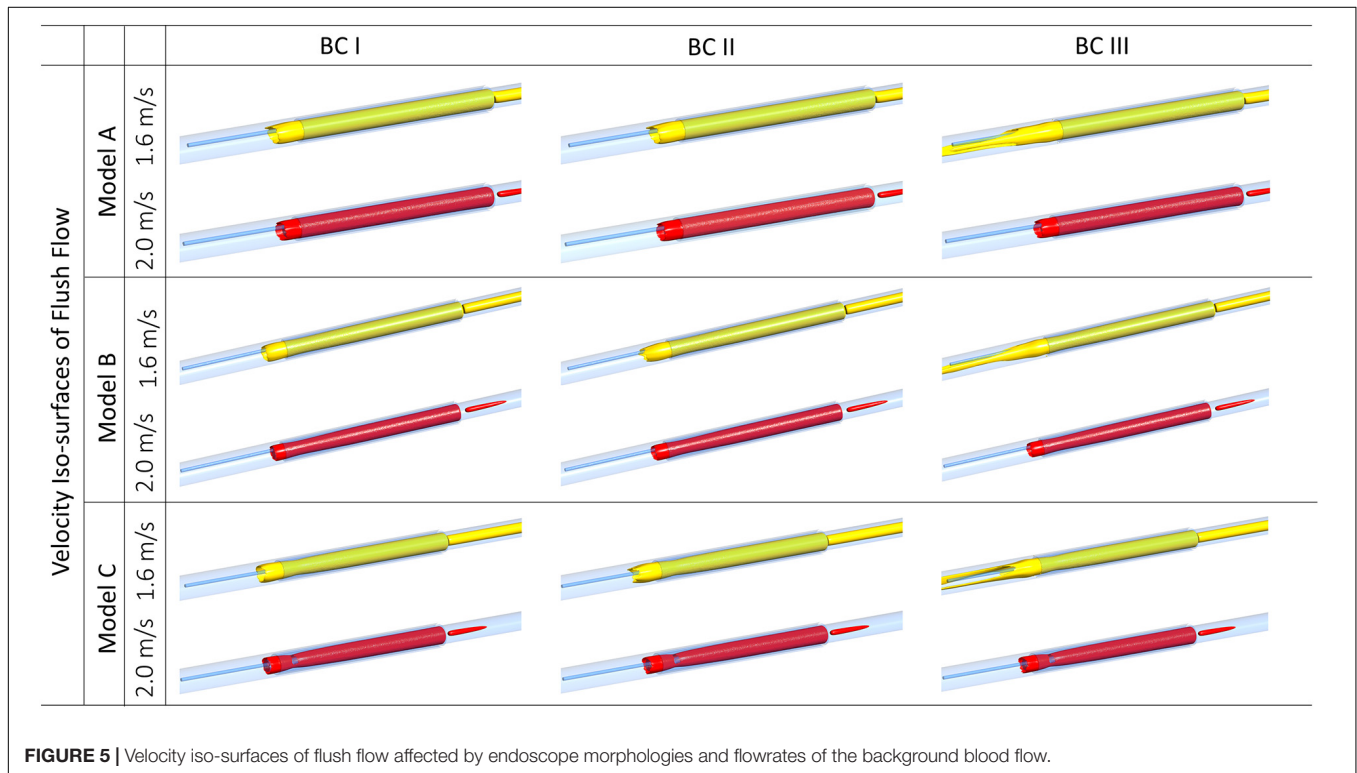 BC I BC II BC III
Velocity Iso-surfaces of Flush Flow
Model A
1.6 m/s
2.0 m/s
Model B
1.6 m/s
2.0 m/s
Model C
1.6 m/s
2.0 m/s
FIGURE 5 | Velocity iso-surfaces of flush flow affected by endoscope morphologies and flowrates of the background blood flow.